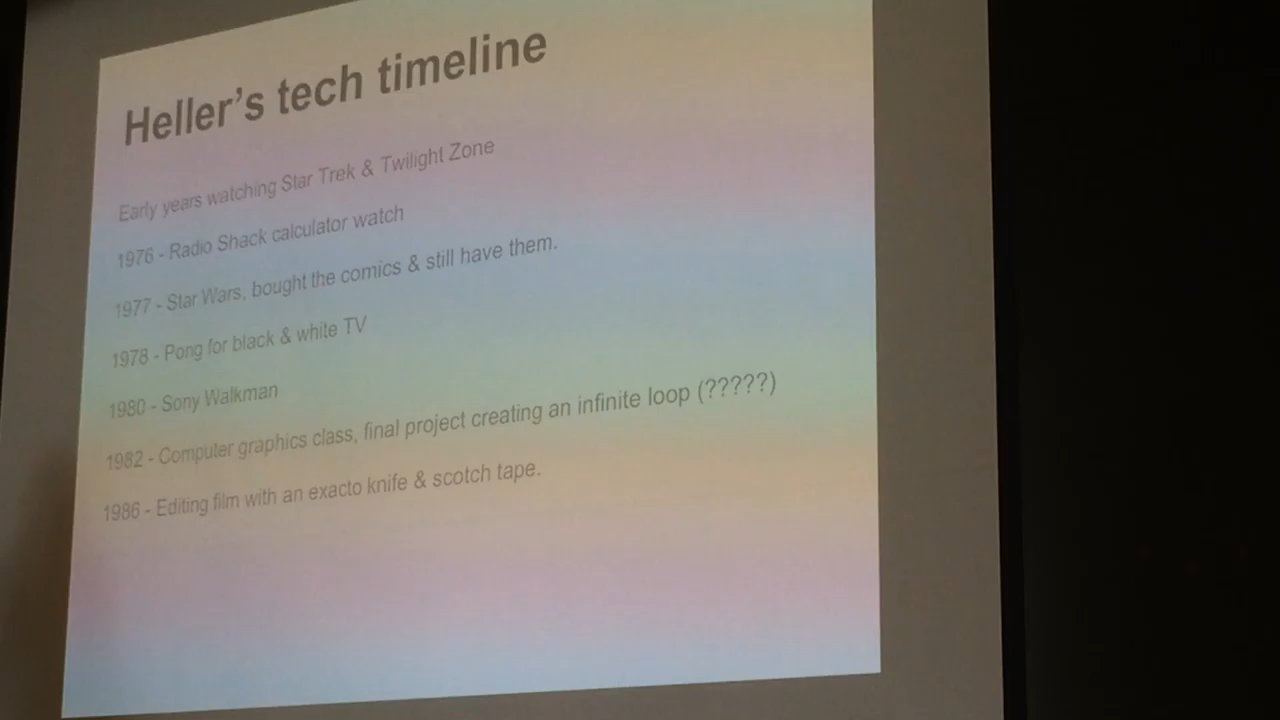 Heller's tech timeline
Early years watching Star Trek & Twilight Zone
1976 - Radio Shack calculator watch
1977 - Star Wars, bought the comics & still have them.
1978 - Pong for black & white TV
1980 - Sony Walkman
1982 - Computer graphics class, final project creating an infinite loop (?????)
1986 - Editing film with an exacto knife & scotch tape.